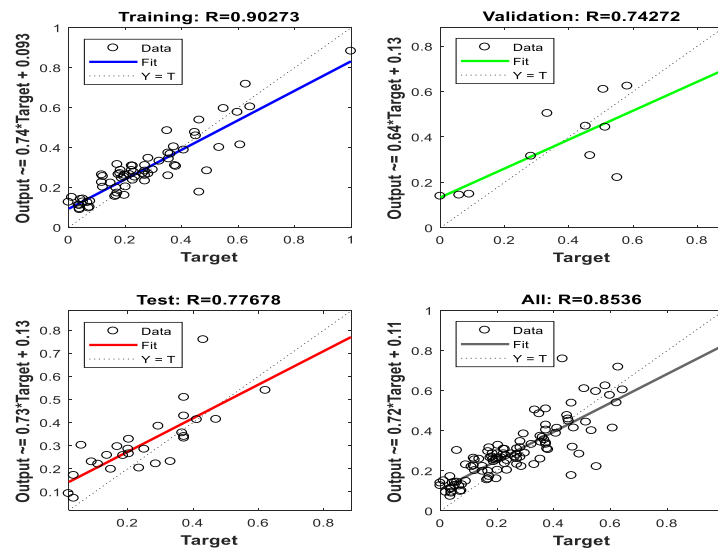 Training: R=0.90273
Output ~= 0.74*Target + 0.093
1
0.8
0.6
0.4
0.2
0
Data
Fit
Y = T
0
0.2
0.4
0.6
0.8
1
Target
Validation: R=0.74272
Output ~= 0.64*Target + 0.13
0.8
0.6
0.4
0.2
0
Data
Fit
Y = T
0
0.2
0.4
0.6
0.8
Target
Test: R=0.77678
Output ~= 0.73*Target + 0.13
0.8
0.7
0.6
0.5
0.4
0.3
0.2
0.1
Data
Fit
Y = T
0.2
0.4
0.6
0.8
Target
All: R=0.8536
Output ~= 0.72*Target + 0.11
1
0.8
0.6
0.4
0.2
0
Data
Fit
Y = T
0
0.2
0.4
0.6
0.8
Target